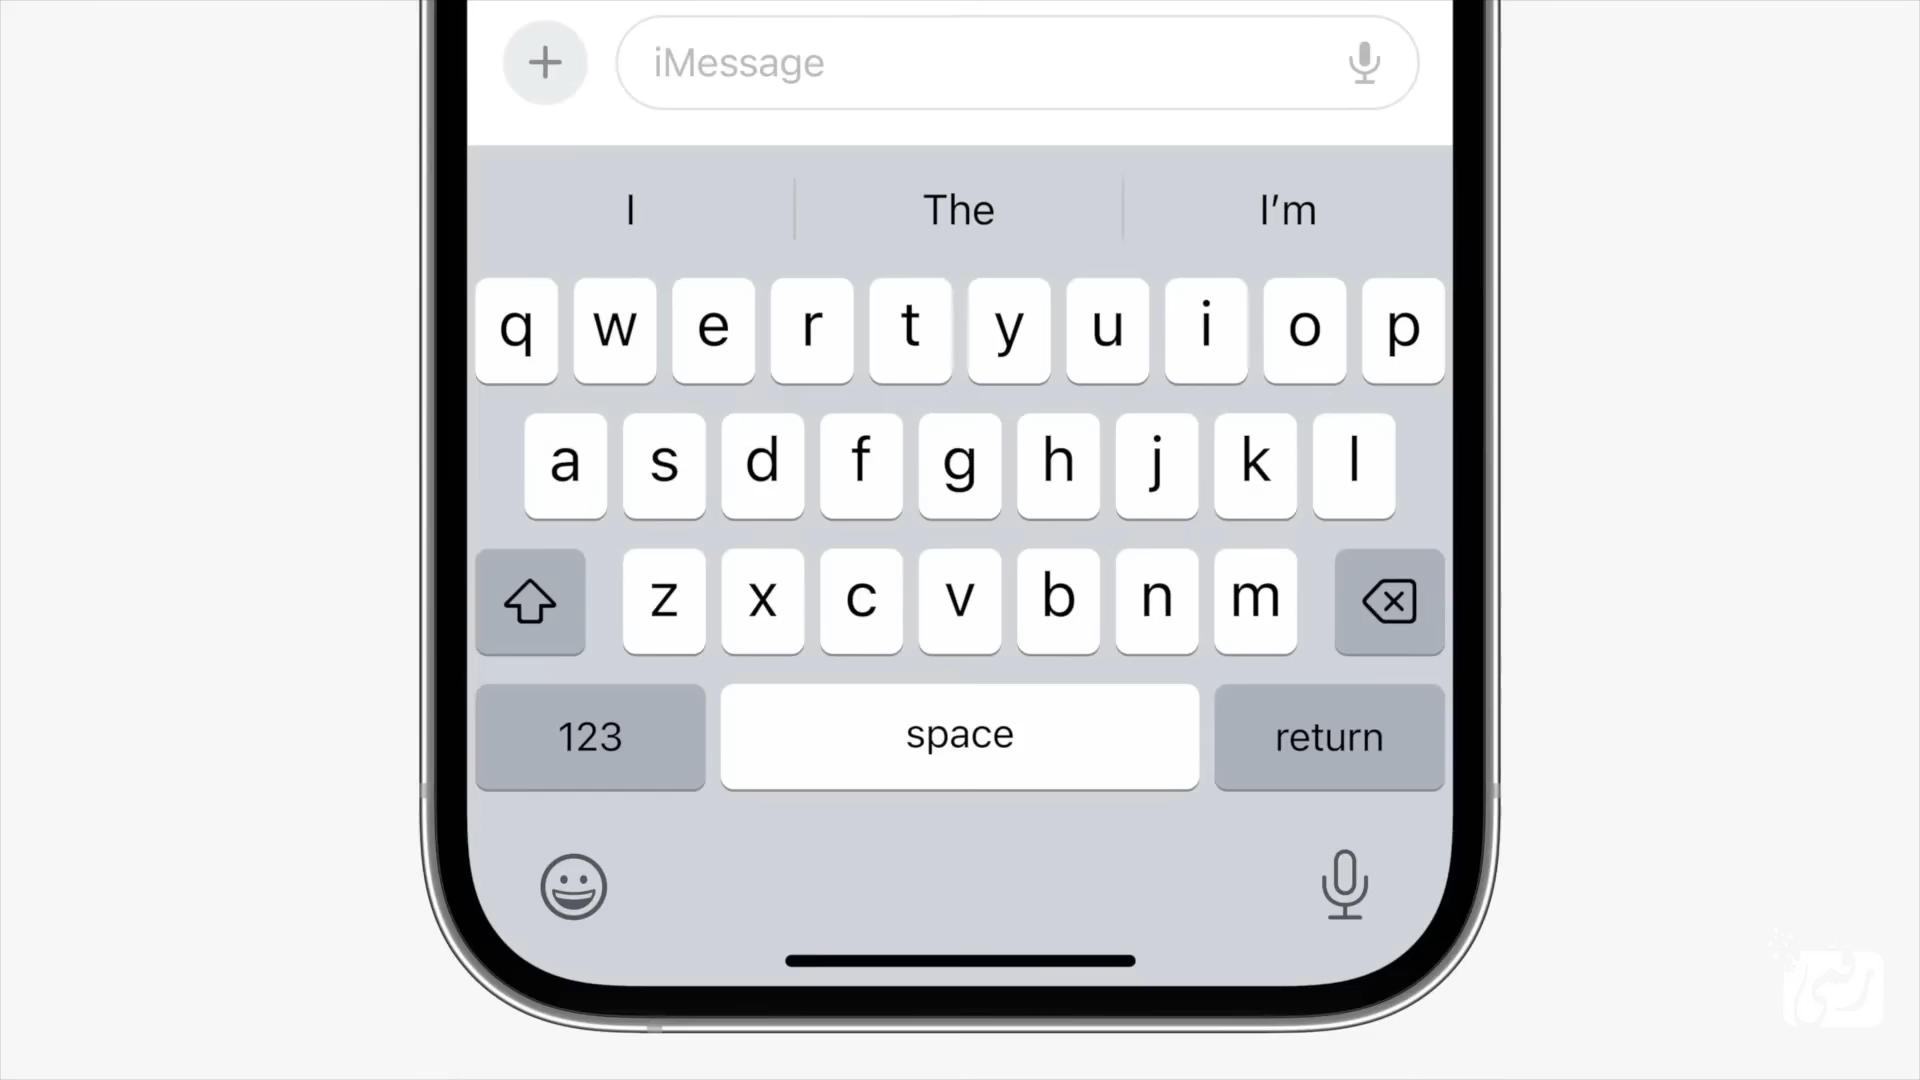 iMessage
I The I'm
q w e r t y u i o p
a s d f g h j k l
z x c v b n m
123 space return